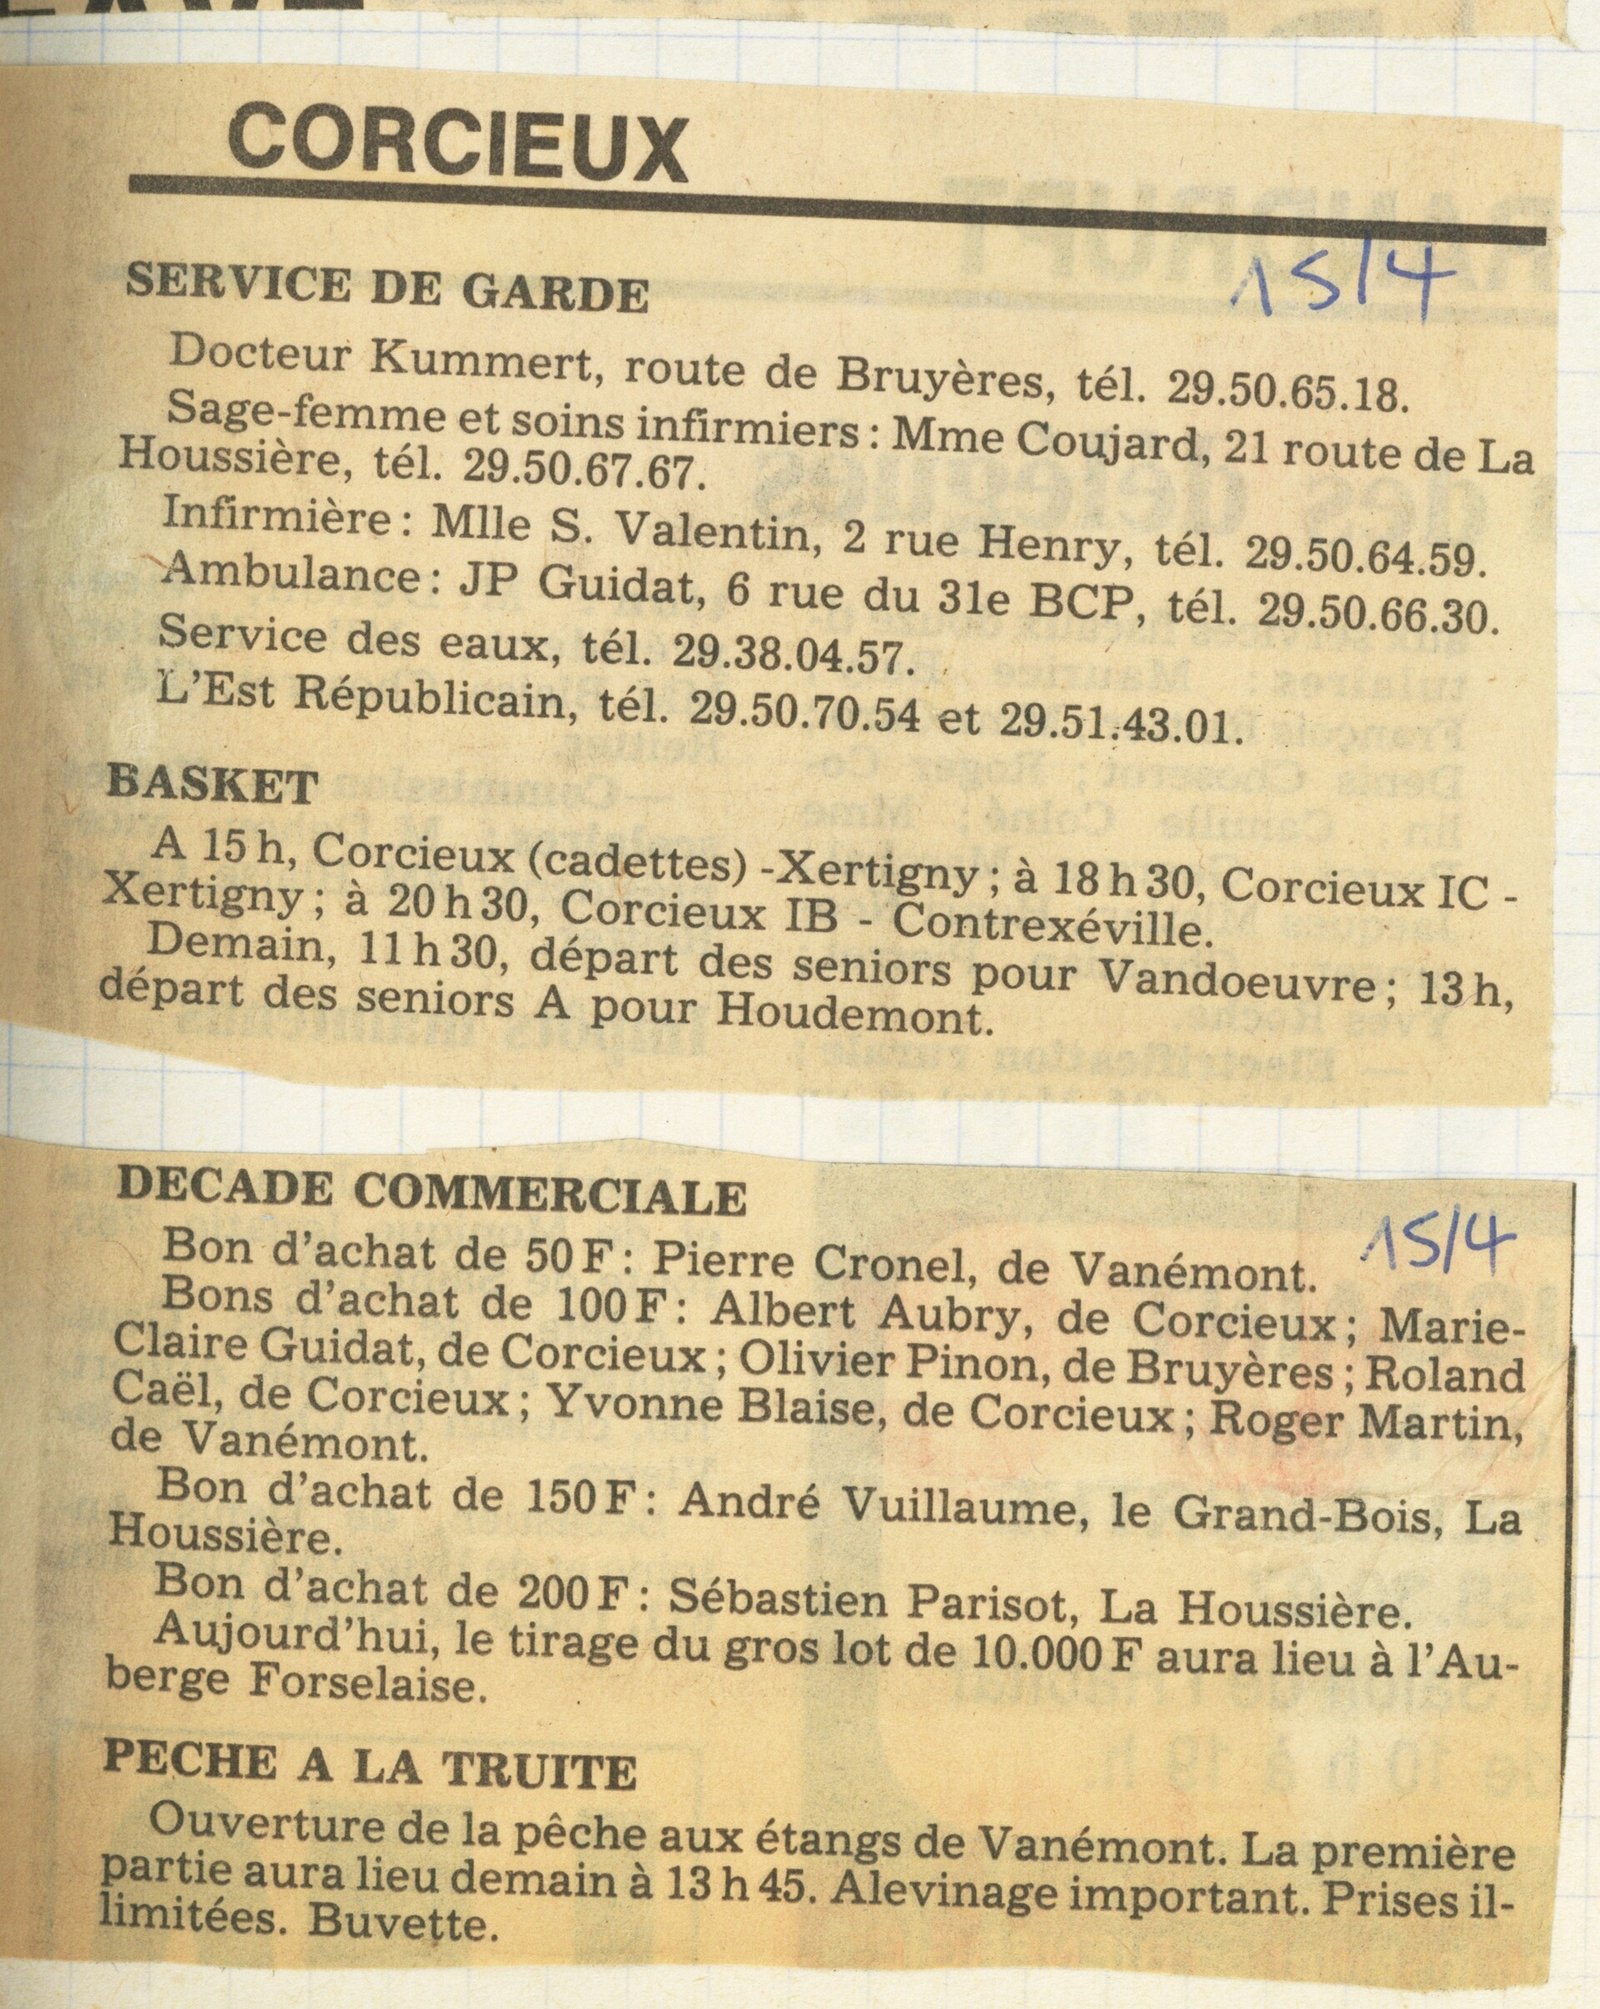 CORCIEUX
15/4
SERVICE DE GARDE
Docteur Kummert, route de Bruyères, tél. 29.50.65.18.
Sage-femme et soins infirmiers : Mme Coujard, 21 route de La
Houssière, tél. 29.50.67.67.
Infirmière : Mlle S. Valentin, 2 rue Henry, tél. 29.50.64.59.
Ambulance : JP Guidat, 6 rue du 31e BCP, tél. 29.50.66.30.
Service des eaux, tél. 29.38.04.57.
L'Est Républicain, tél. 29.50.70.54 et 29.51.43.01.
BASKET
A 15 h, Corcieux (cadettes) -Xertigny ; à 18 h 30, Corcieux IC -
Xertigny ; à 20 h 30, Corcieux IB - Contrexéville.
Demain, 11 h 30, départ des seniors pour Vandoeuvre ; 13 h,
départ des seniors A pour Houdemont.
DECADE COMMERCIALE
15/4
Bon d'achat de 50 F : Pierre Cronel, de Vanémont.
Bons d'achat de 100 F : Albert Aubry, de Corcieux ; Marie-
Claire Guidat, de Corcieux ; Olivier Pinon, de Bruyères ; Roland
Caël, de Corcieux ; Yvonne Blaise, de Corcieux ; Roger Martin,
de Vanémont.
Bon d'achat de 150 F : André Vuillaume, le Grand-Bois, La
Houssière.
Bon d'achat de 200 F : Sébastien Parisot, La Houssière.
Aujourd'hui, le tirage du gros lot de 10.000 F aura lieu à l'Au-
berge Forselaise.
PECHE A LA TRUITE
Ouverture de la pêche aux étangs de Vanémont. La première
partie aura lieu demain à 13 h 45. Alevinage important. Prises il-
limitées. Buvette.